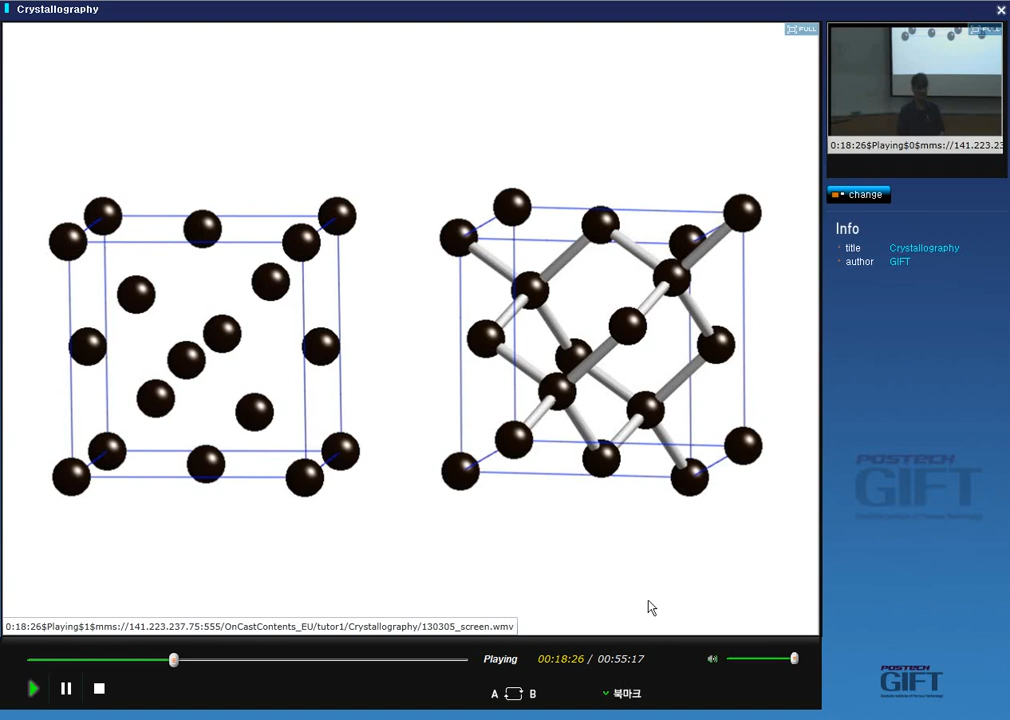 Crystallography
FULL
FULL
0:18:26$Playing$0$mms://141.223.23
change
Info
title Crystallography
author GIFT
POSTECH
GIFT
0:18:26$Playing$1$mms://141.223.237.75:555/OnCastContents_EU/tutor1/Crystallography/130305_screen.wmv
Playing 00:18:26 / 00:55:17
A B 북마크
POSTECH
GIFT